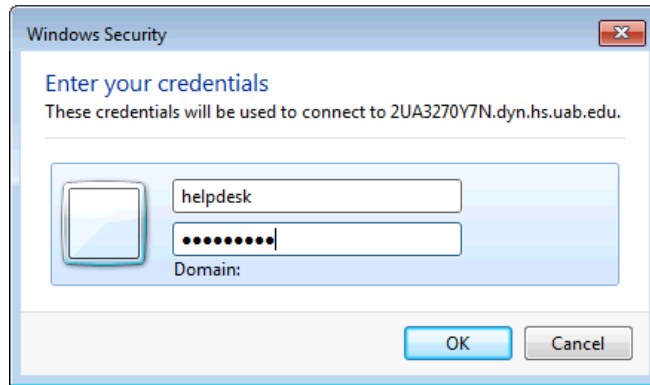 Windows Security
Enter your credentials
These credentials will be used to connect to 2UA3270Y7N.dyn.hs.uab.edu.
helpdesk
●●●●●●●●●
Domain:
OK Cancel